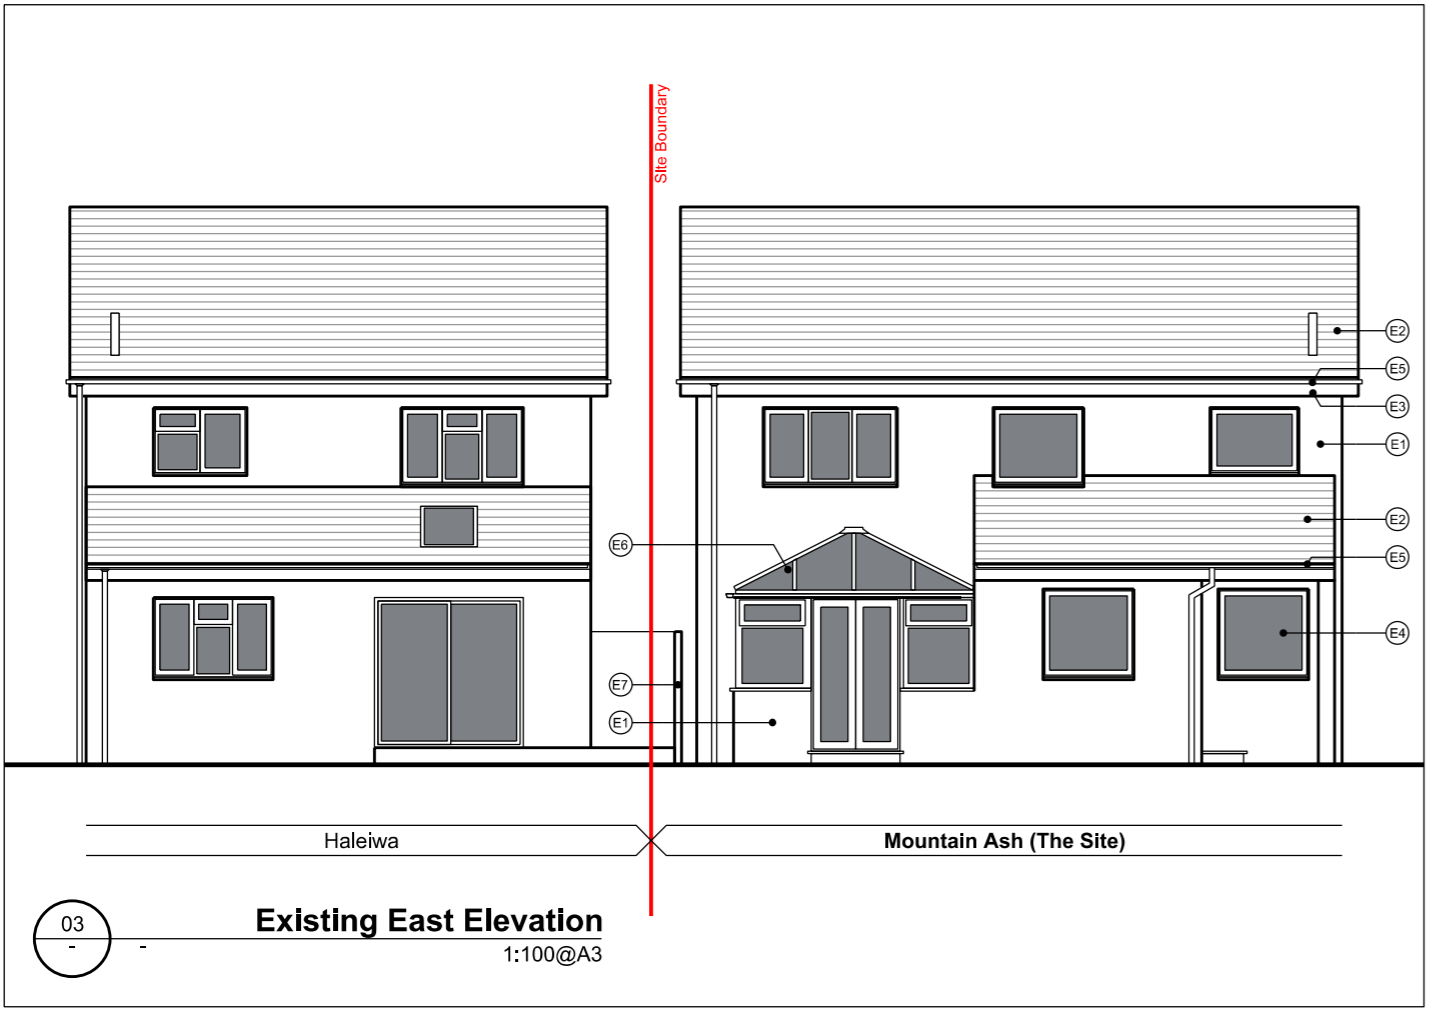 Site Boundary
E2
E5
E3
E1
E2
E6
E5
E4
E7
E1
Haleiwa
Mountain Ash (The Site)
03
-
-
Existing East Elevation
1:100@A3